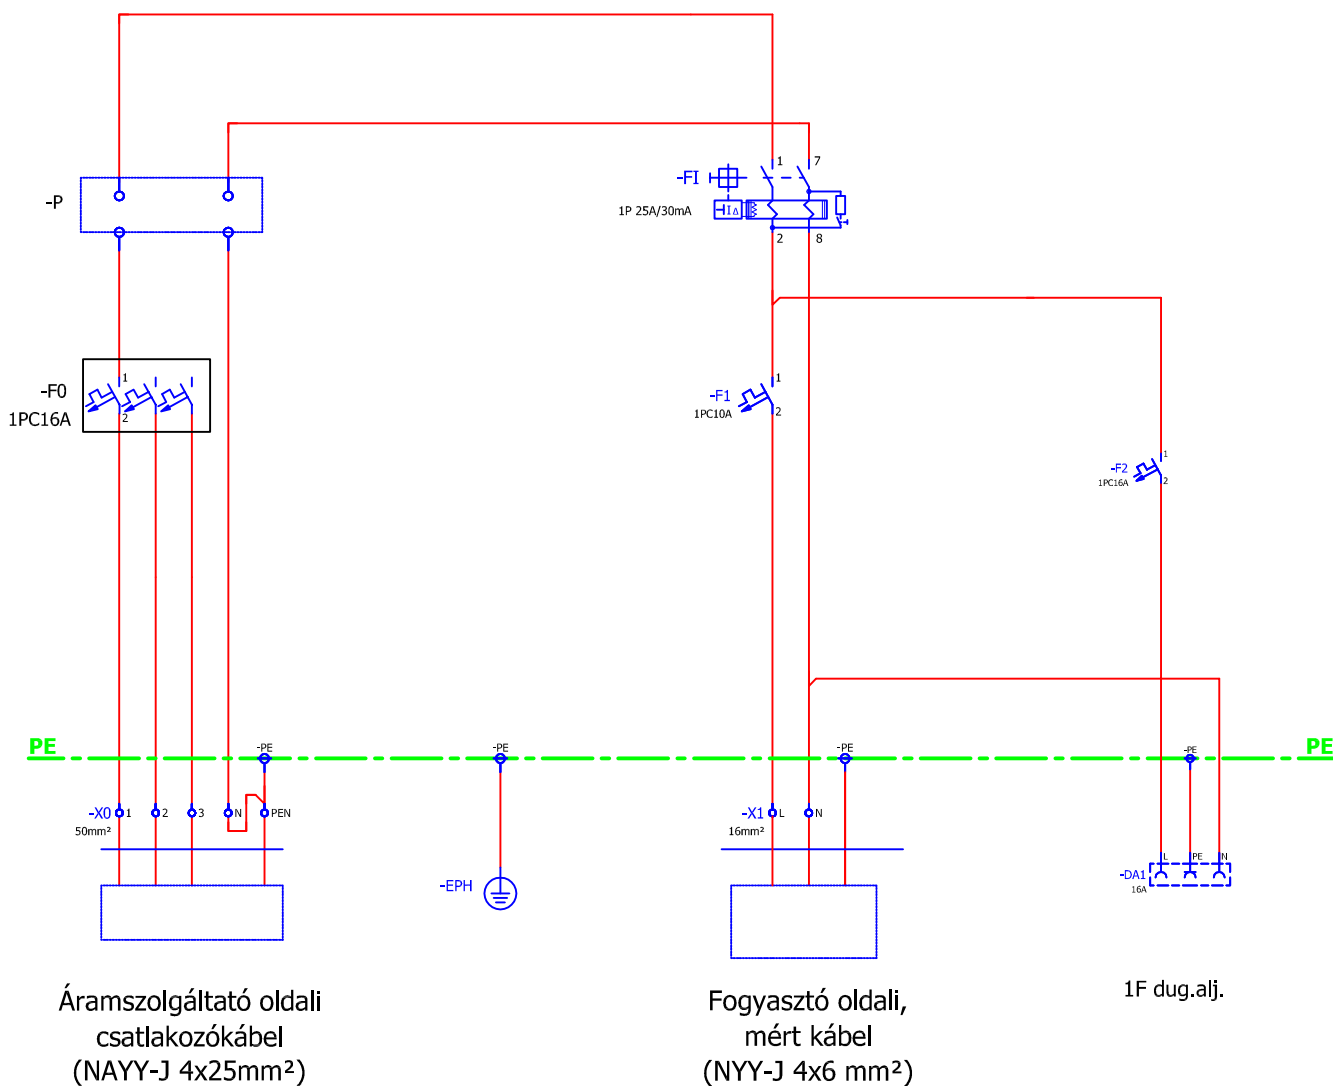 -P
-FI
1
7
1P 25A/30mA
I Δ
2
8
-F0
1PC16A
1
2
-F1
1PC10A
1
2
-F2
1PC16A
1
2
PE
-PE
-PE
-PE
-PE
PE
-X0
50mm²
1
2
3
N
PEN
-X1
16mm²
L
N
-EPH
-DA1
16A
L
PE
N
Áramszolgáltató oldali
csatlakozókábel
(NAYY-J 4x25mm²)
Fogyasztó oldali,
mért kábel
(NYY-J 4x6 mm²)
1F dug.alj.